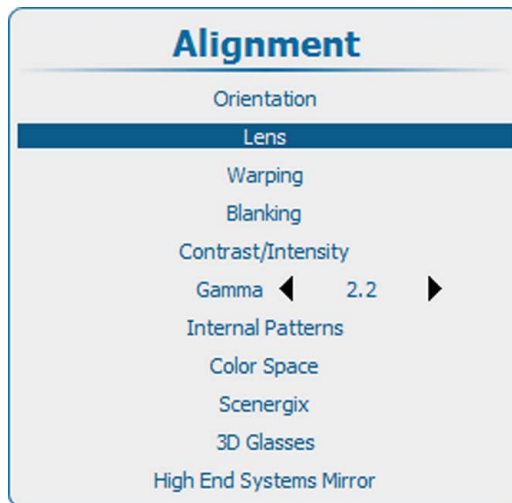 Alignment
Orientation
Lens
Warping
Blanking
Contrast/Intensity
Gamma 2.2
Internal Patterns
Color Space
Scenergix
3D Glasses
High End Systems Mirror